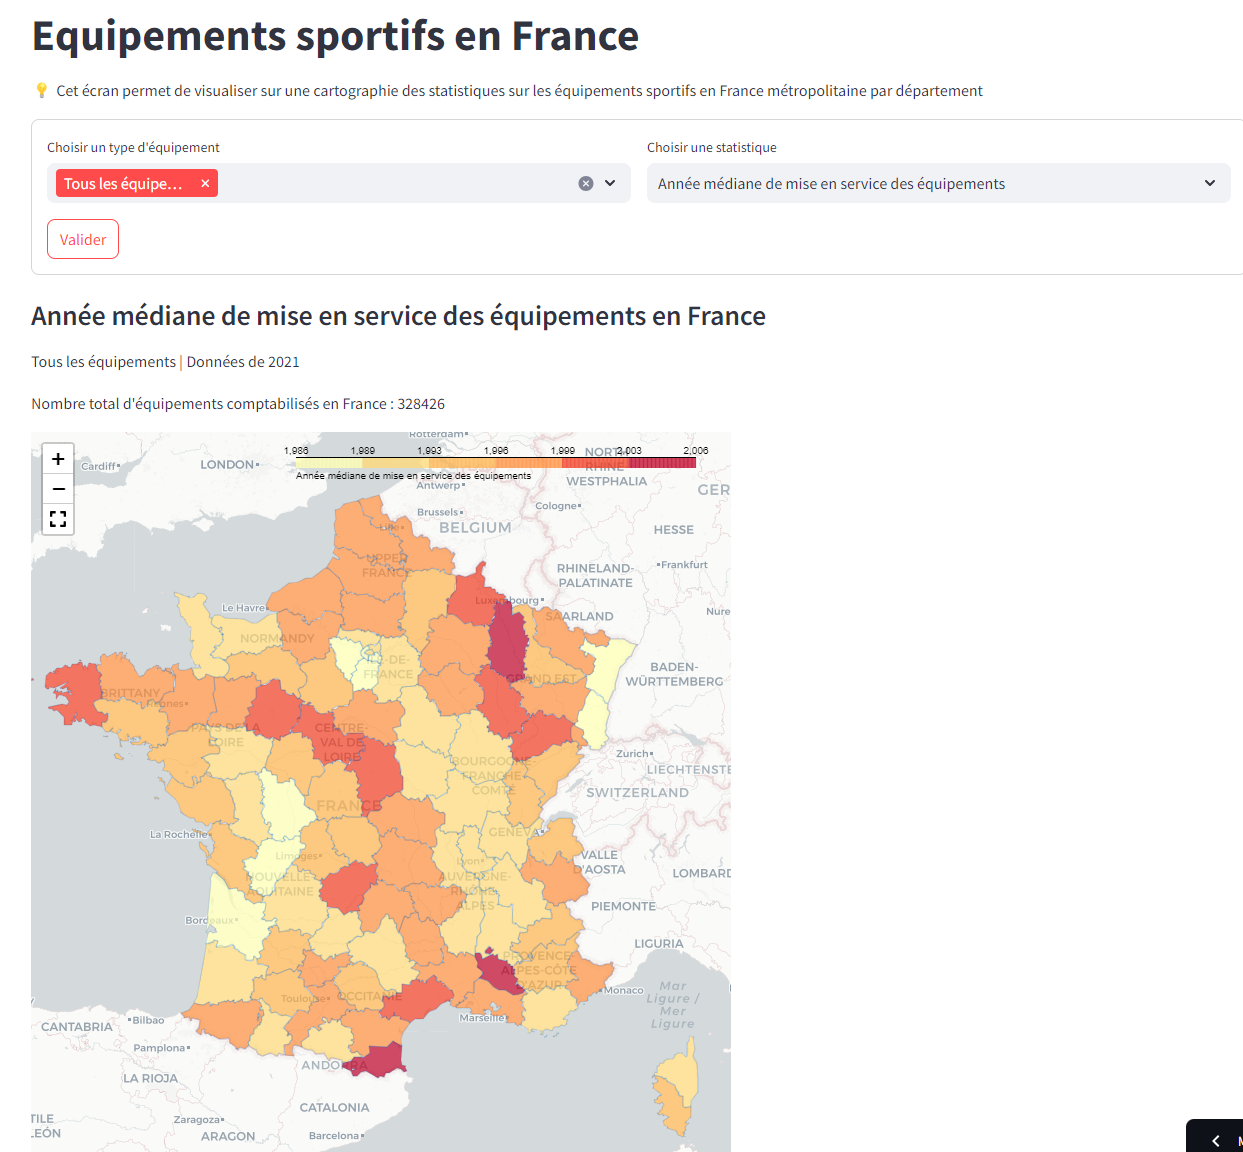 Equipements sportifs en France
Cet écran permet de visualiser sur une cartographie des statistiques sur les équipements sportifs en France métropolitaine par département
Choisir un type d'équipement
Choisir une statistique
Tous les équipe...
Année médiane de mise en service des équipements
Valider
Année médiane de mise en service des équipements en France
Tous les équipements | Données de 2021
Nombre total d'équipements comptabilisés en France : 328426
Rotterdam
1,986 1,989 1,993 1,996 1,999 2,003 2,006
Année médiane de mise en service des équipements
+
−
Cardiff
LONDON
NORTH RHINE-
WESTPHALIA
GER
Antwerp
Cologne
Brussels
BELGIUM
HESSE
Lille
UPPER
FRANCE
RHINELAND-
PALATINATE
Frankfurt
Luxembourg
Le Havre
SAARLAND
Nure
NORMANDY
ÎLE-DE-
FRANCE
GRAND EST
BADEN-
WÜRTTEMBERG
BRITTANY
Rennes
PAYS DE LA
LOIRE
CENTRE-
VAL DE
LOIRE
BOURGOGNE-
FRANCHE-
COMTÉ
Zurich
LIECHTENSTE
SWITZERLAND
FRANCE
La Rochelle
GENEVA
Limoges
Lyon
VALLE
D'AOSTA
NOUVELLE-
AQUITAINE
AUVERGNE-
RHÔNE-
ALPES
LOMBARD
PIEMONTE
Bordeaux
LIGURIA
PROVENCE-
ALPES-CÔTE
D'AZUR
Toulouse
OCCITANIE
Monaco
Mar
Ligure /
Mer
Ligure
Marseille
CANTABRIA
Bilbao
Pamplona
ANDORRA
LA RIOJA
CATALONIA
TILE
LEÓN
Zaragoza
ARAGON
Barcelona